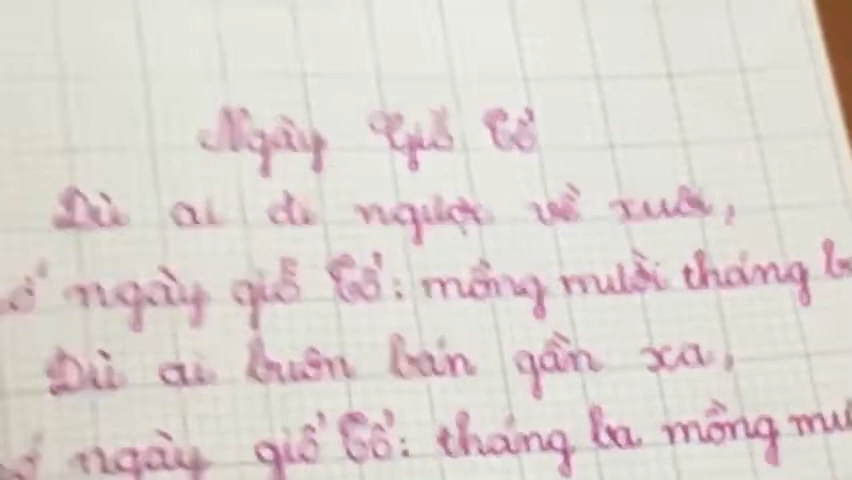 Ngày Giỗ Tổ
Dù ai đi ngược về xuôi,
ngày giỗ Tổ: mồng mười tháng
Dù ai buôn bán gần xa,
ngày giổ Tổ: tháng ba mồng